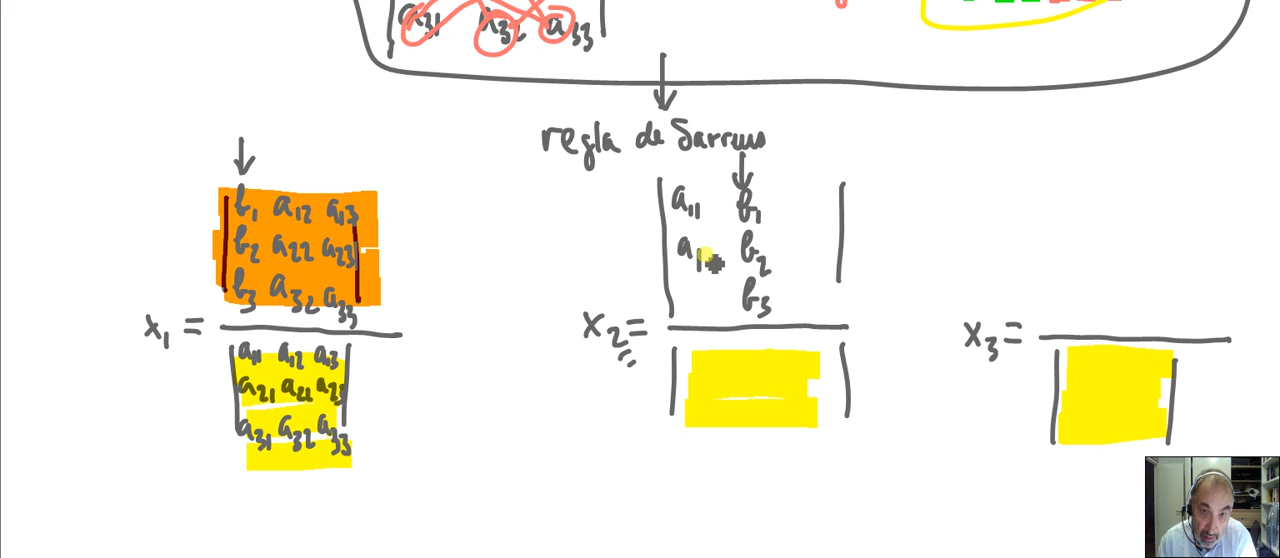 a31 a32 a33
regla de Sarrus
b1 a12 a13
b2 a22 a23
b3 a32 a33
x1 =
a11 a12 a13
a21 a22 a23
a31 a32 a33
a11 b1
a1 b2
b3
x2 =
x3 =